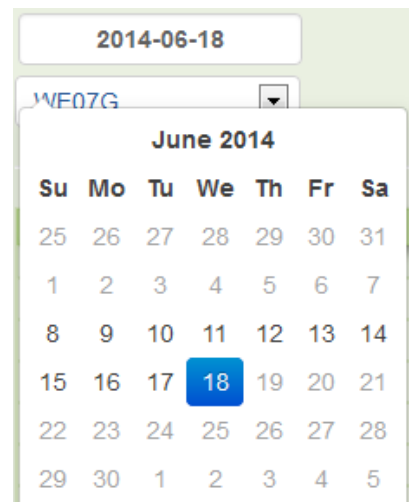 2014-06-18
WE07G
June 2014
Su Mo Tu We Th Fr Sa
25 26 27 28 29 30 31
1 2 3 4 5 6 7
8 9 10 11 12 13 14
15 16 17 18 19 20 21
22 23 24 25 26 27 28
29 30 1 2 3 4 5